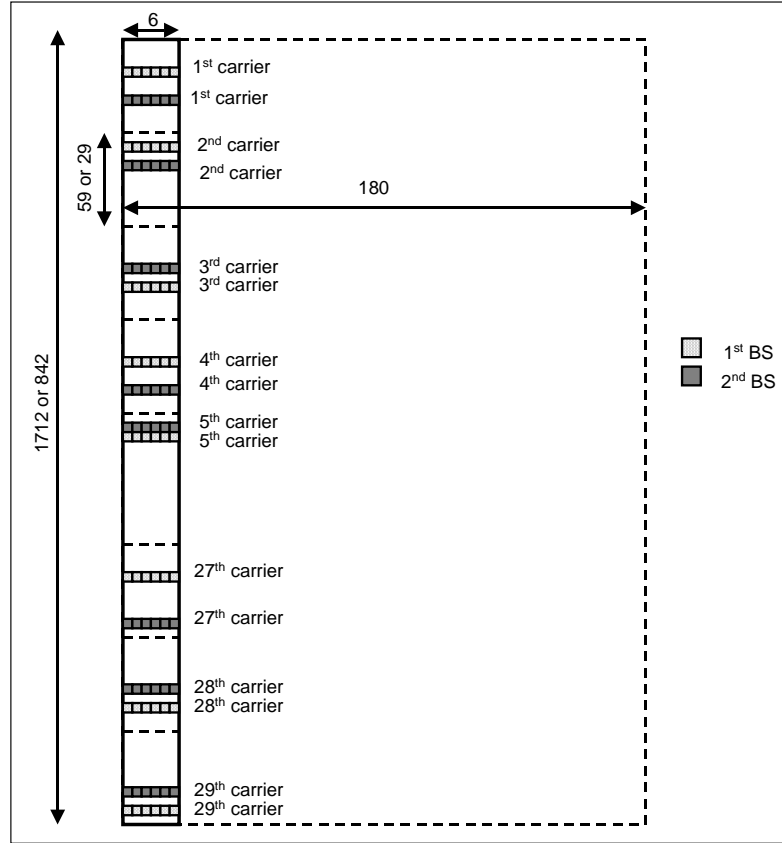 6
1st carrier
1st carrier
2nd carrier
2nd carrier
59 or 29
180
3rd carrier
3rd carrier
1st BS
2nd BS
4th carrier
4th carrier
1712 or 842
5th carrier
5th carrier
27th carrier
27th carrier
28th carrier
28th carrier
29th carrier
29th carrier